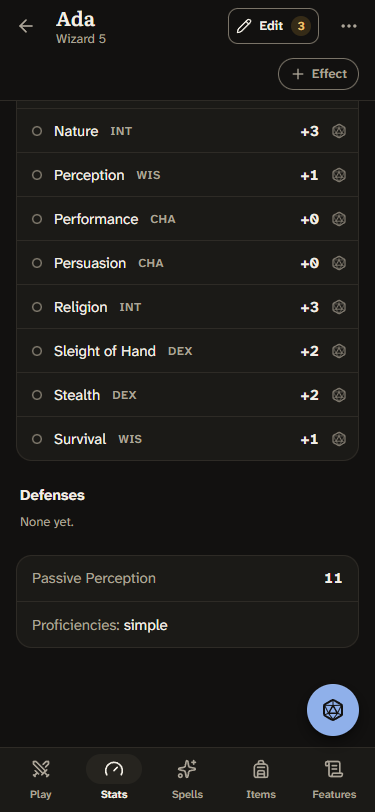 Ada
Wizard 5
Edit 3
Effect
Nature INT +3
Perception WIS +1
Performance CHA +0
Persuasion CHA +0
Religion INT +3
Sleight of Hand DEX +2
Stealth DEX +2
Survival WIS +1
Defenses
None yet.
Passive Perception 11
Proficiencies: simple
Play Stats Spells Items Features